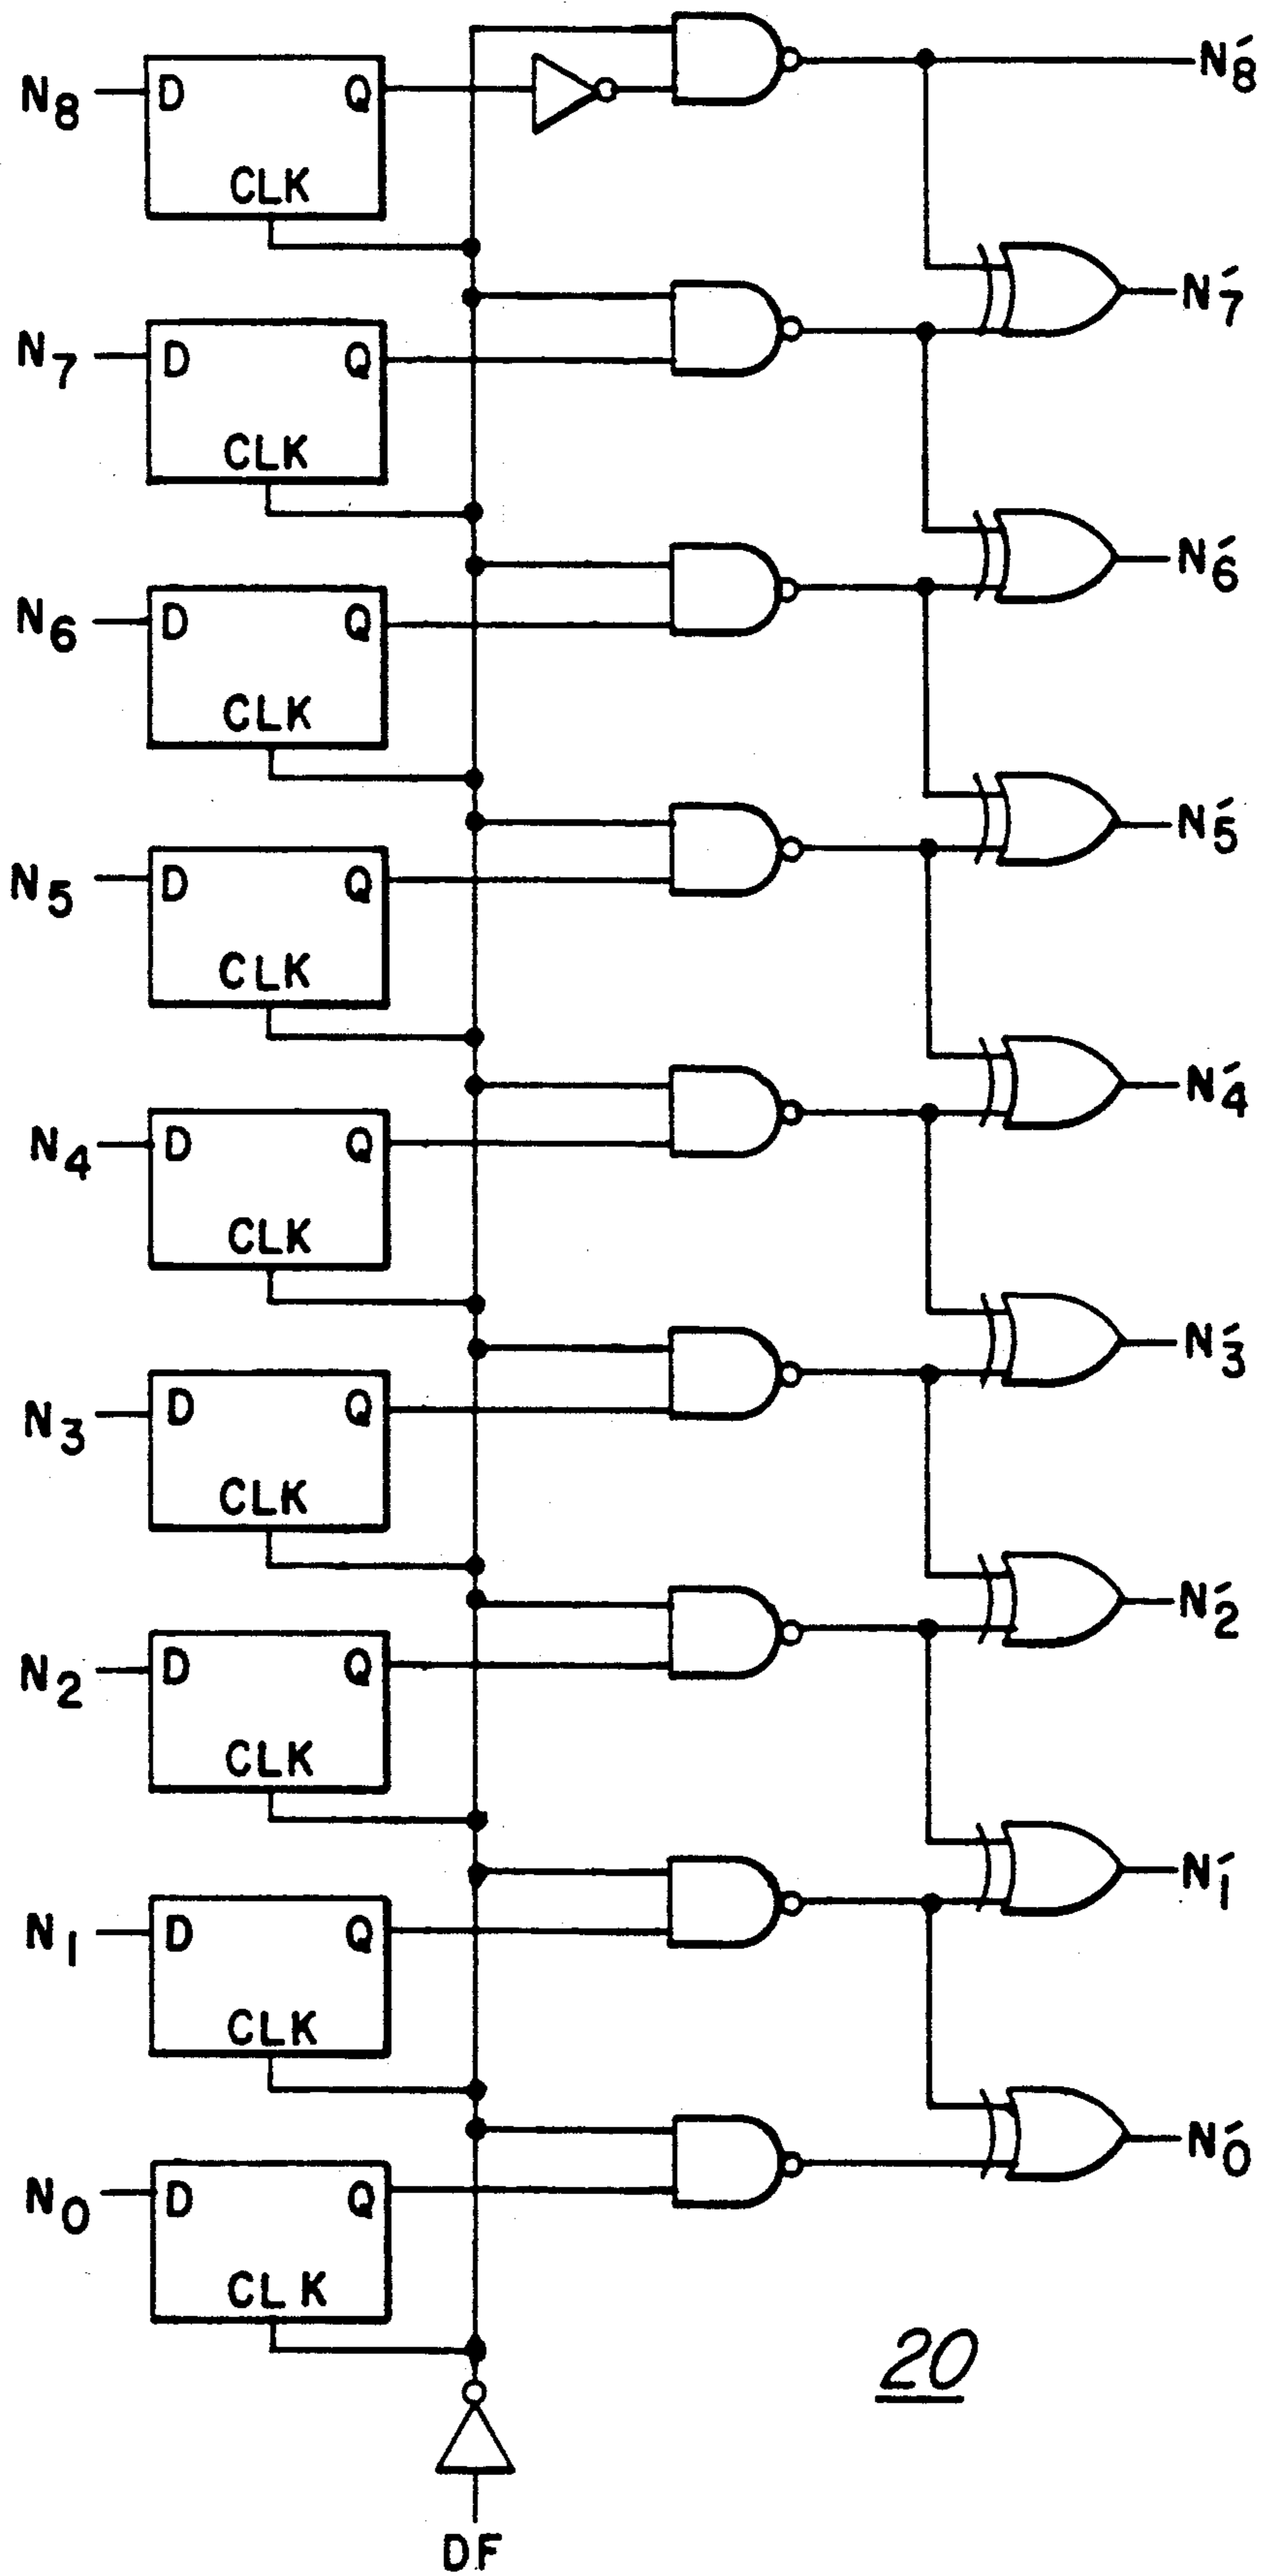 N8 D Q CLK N8′
N7 D Q CLK N7′
N6 D Q CLK N6′
N5 D Q CLK N5′
N4 D Q CLK N4′
N3 D Q CLK N3′
N2 D Q CLK N2′
N1 D Q CLK N1′
N0 D Q CLK N0′
20
DF